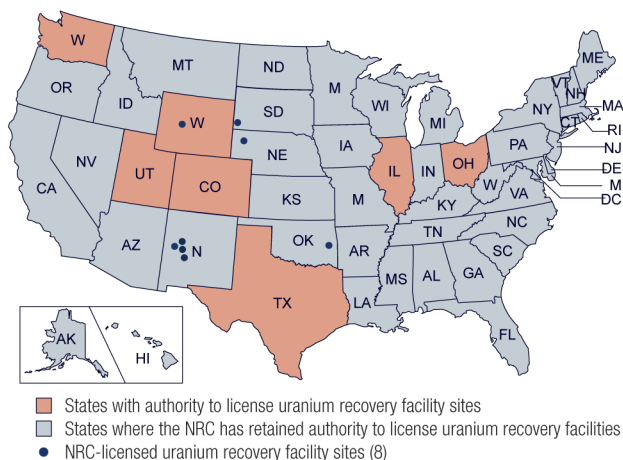 W
ME
MT
ND
VT
NH
OR
M
MA
ID
SD
WI
NY
W
MI
CT
RI
IA
PA
NJ
NE
NV
IL
IN
OH
DE
UT
CO
W
M
CA
KS
M
VA
DC
KY
NC
TN
AZ
N
OK
AR
SC
MS
AL
GA
TX
LA
FL
AK
HI
States with authority to license uranium recovery facility sites
States where the NRC has retained authority to license uranium recovery facilities
NRC-licensed uranium recovery facility sites (8)